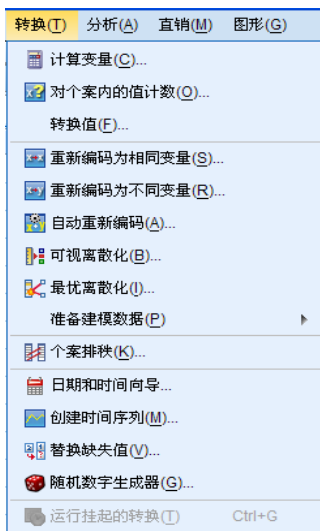 转换(T) 分析(A) 直销(M) 图形(G)
计算变量(C)...
对个案内的值计数(O)...
转换值(F)...
重新编码为相同变量(S)...
重新编码为不同变量(R)...
自动重新编码(A)...
可视离散化(B)...
最优离散化(I)...
准备建模数据(P)
个案排秩(K)...
日期和时间向导...
创建时间序列(M)...
替换缺失值(V)...
随机数字生成器(G)...
运行挂起的转换(T) Ctrl+G